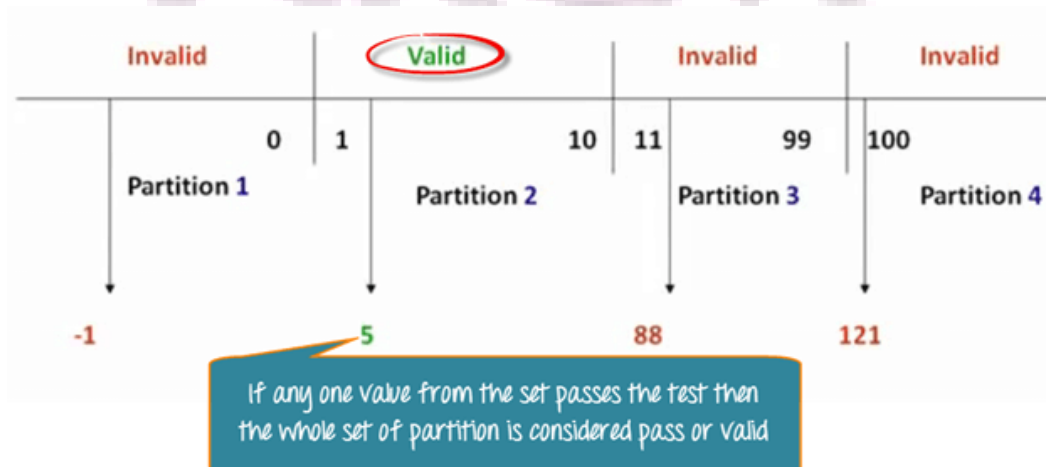 Invalid Valid Invalid Invalid
0 1 10 11 99 100
Partition 1 Partition 2 Partition 3 Partition 4
-1 5 88 121
If any one value from the set passes the test then
the whole set of partition is considered pass or valid